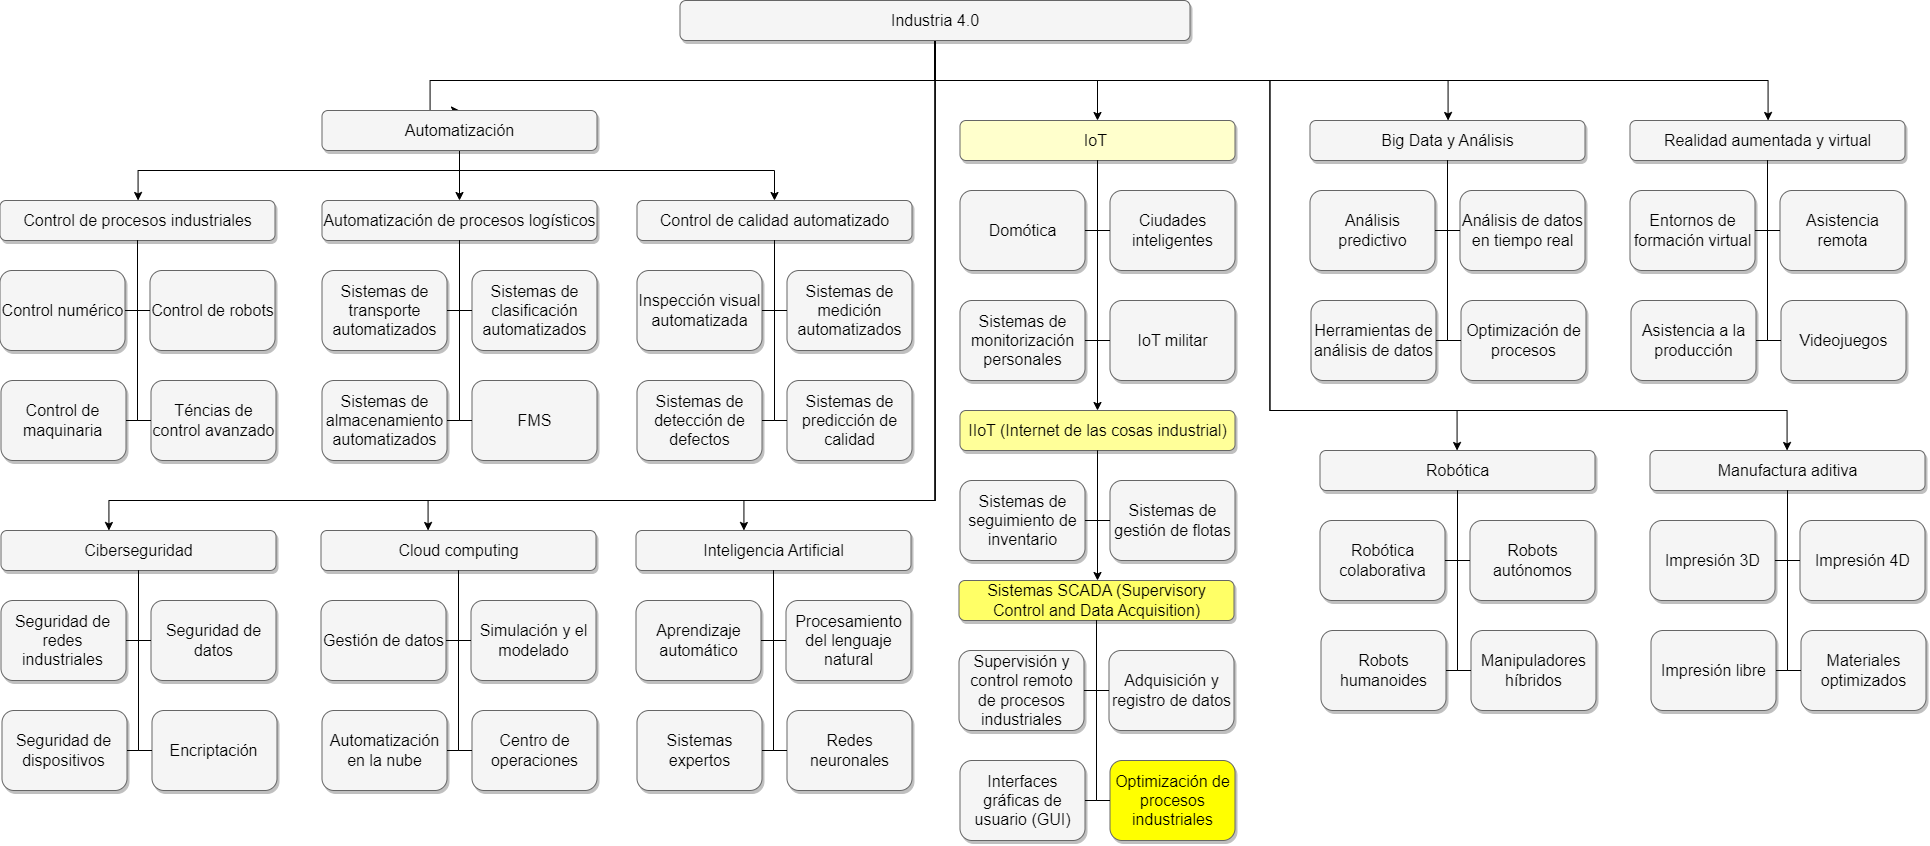 Industria 4.0
Automatización
Control de procesos industriales
Automatización de procesos logísticos
Control de calidad automatizado
Control numérico
Control de robots
Control de
maquinaria
Téncias de
control avanzado
Sistemas de
transporte
automatizados
Sistemas de
clasificación
automatizados
Sistemas de
almacenamiento
automatizados
FMS
Inspección visual
automatizada
Sistemas de
medición
automatizados
Sistemas de
detección de
defectos
Sistemas de
predicción de
calidad
IoT
Domótica
Ciudades
inteligentes
Sistemas de
monitorización
personales
IoT militar
IIoT (Internet de las cosas industrial)
Sistemas de
seguimiento de
inventario
Sistemas de
gestión de flotas
Sistemas SCADA (Supervisory
Control and Data Acquisition)
Supervisión y
control remoto
de procesos
industriales
Adquisición y
registro de datos
Interfaces
gráficas de
usuario (GUI)
Optimización de
procesos
industriales
Big Data y Análisis
Análisis
predictivo
Análisis de datos
en tiempo real
Herramientas de
análisis de datos
Optimización de
procesos
Realidad aumentada y virtual
Entornos de
formación virtual
Asistencia
remota
Asistencia a la
producción
Videojuegos
Ciberseguridad
Seguridad de
redes
industriales
Seguridad de
datos
Seguridad de
dispositivos
Encriptación
Cloud computing
Gestión de datos
Simulación y el
modelado
Automatización
en la nube
Centro de
operaciones
Inteligencia Artificial
Aprendizaje
automático
Procesamiento
del lenguaje
natural
Sistemas
expertos
Redes
neuronales
Robótica
Robótica
colaborativa
Robots
autónomos
Robots
humanoides
Manipuladores
híbridos
Manufactura aditiva
Impresión 3D
Impresión 4D
Impresión libre
Materiales
optimizados